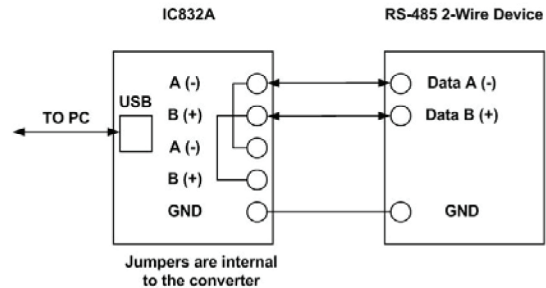 IC832A
RS-485 2-Wire Device
A (-)
Data A (-)
USB
B (+)
Data B (+)
TO PC
A (-)
B (+)
GND
GND
Jumpers are internal
to the converter